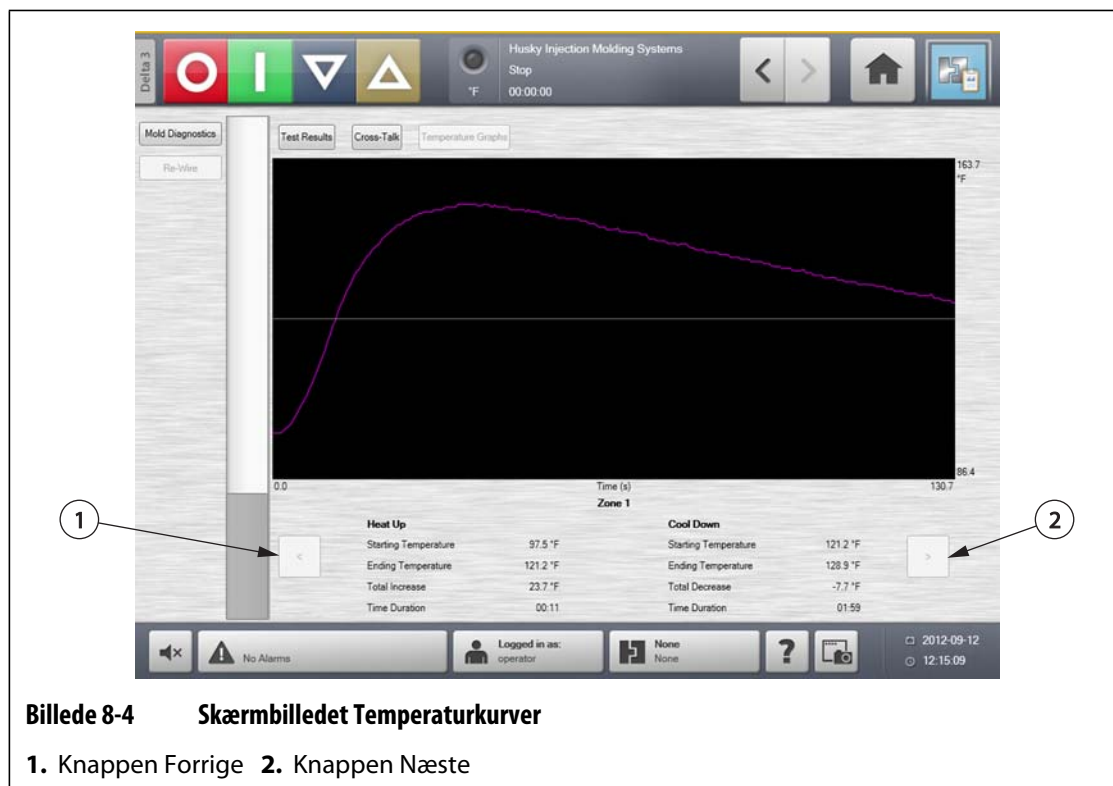 Delta 3
°F
Husky Injection Molding Systems
Stop
00:00:00
Mold Diagnostics
Re-Wire
Test Results
Cross-Talk
Temperature Graphs
163.7
°F
86.4
0.0
Time (s)
130.7
Zone 1
Heat Up
Starting Temperature 97.5 °F
Ending Temperature 121.2 °F
Total Increase 23.7 °F
Time Duration 00:11
Cool Down
Starting Temperature 121.2 °F
Ending Temperature 128.9 °F
Total Decrease -7.7 °F
Time Duration 01:59
<
>
1
2
No Alarms
Logged in as:
operator
None
None
?
2012-09-12
12:15:09
Billede 8-4 Skærmbilledet Temperaturkurver
1. Knappen Forrige 2. Knappen Næste